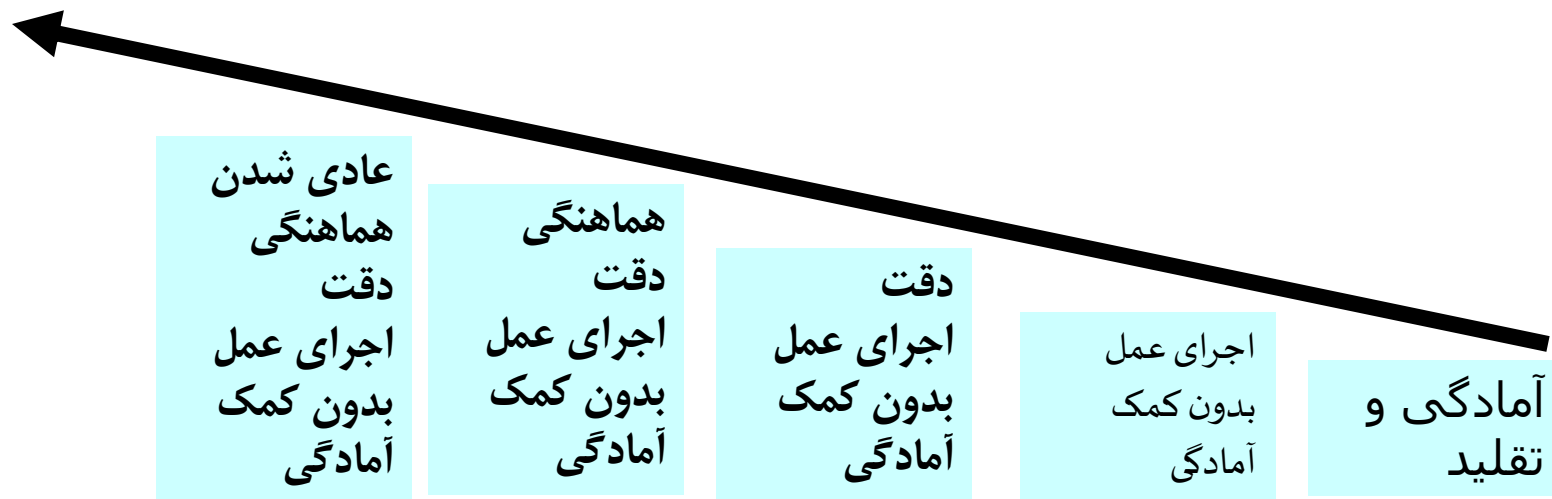 آمادگی و
تقلید
اجرای عمل
بدون کمک
آمادگی
دقت
اجرای عمل
بدون کمک
آمادگی
هماهنگی
دقت
اجرای عمل
بدون کمک
آمادگی
عادی شدن
هماهنگی
دقت
اجرای عمل
بدون کمک
آمادگی